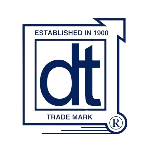 ESTABLISHED IN 1900
dt
TRADE MARK
®